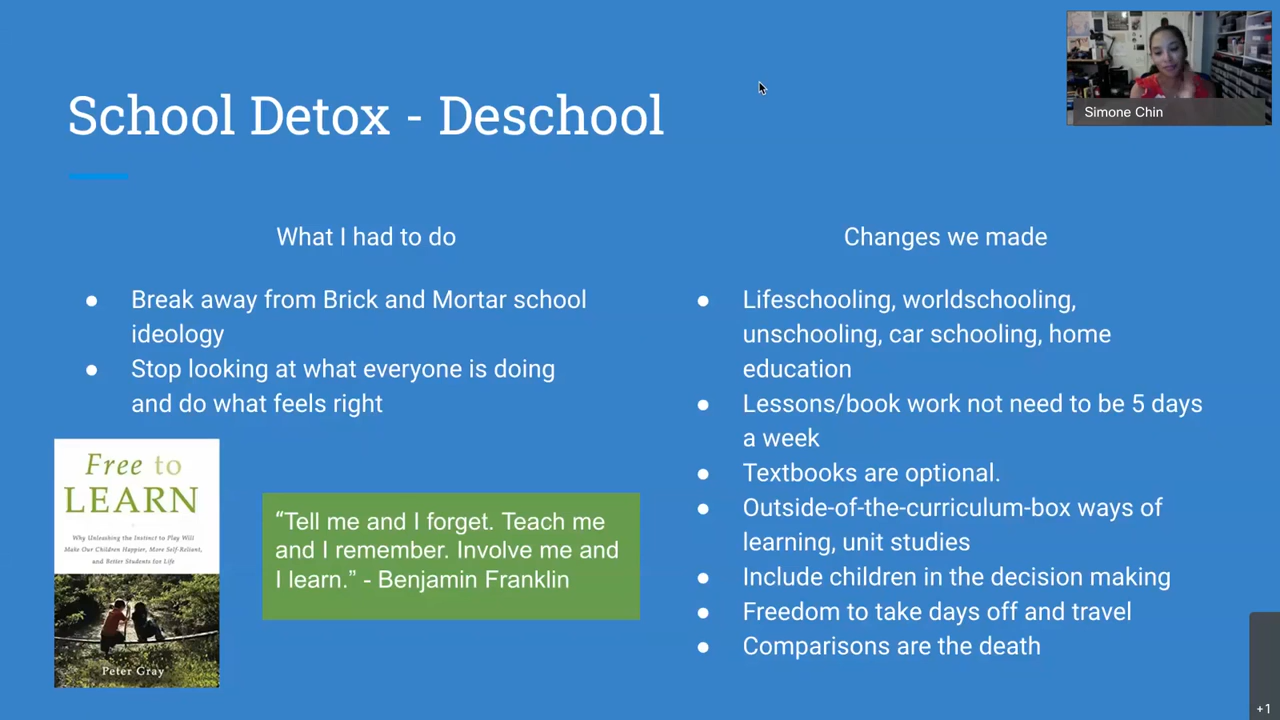 Simone Chin
School Detox - Deschool
What I had to do
● Break away from Brick and Mortar school
ideology
● Stop looking at what everyone is doing
and do what feels right
Free to
LEARN
Why Unleashing the Instinct to Play Will
Make Our Children Happier, More Self-Reliant,
and Better Students for Life
Peter Gray
“Tell me and I forget. Teach me
and I remember. Involve me and
I learn.” - Benjamin Franklin
Changes we made
● Lifeschooling, worldschooling,
unschooling, car schooling, home
education
● Lessons/book work not need to be 5 days
a week
● Textbooks are optional.
● Outside-of-the-curriculum-box ways of
learning, unit studies
● Include children in the decision making
● Freedom to take days off and travel
● Comparisons are the death
+1